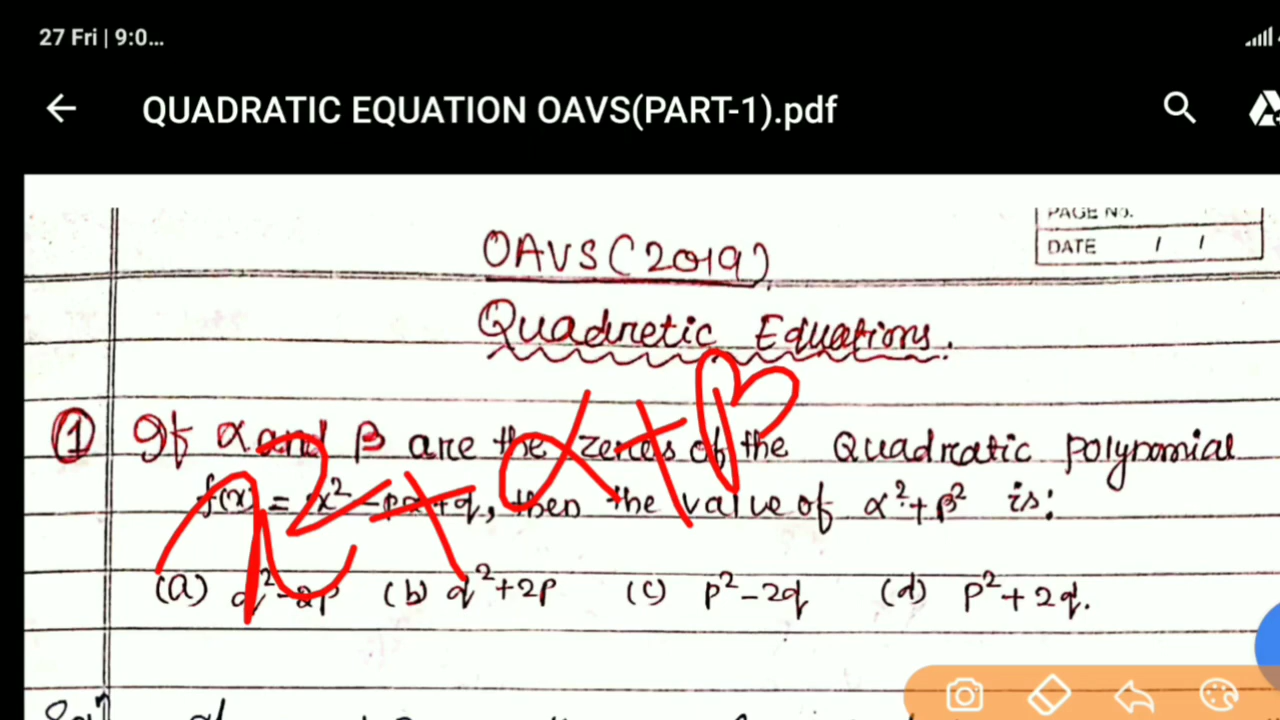 27 Fri | 9:0...
QUADRATIC EQUATION OAVS(PART-1).pdf
PAGE NO.
DATE / /
OAVS(2019)
Quadretic Equations.
① If α and β are the zeroes of the Quadratic polynomial
f(x) = x² - px + q, then the value of α² + β² is:
(a) q² - 2p (b) q² + 2p (c) p² - 2q (d) p² + 2q.